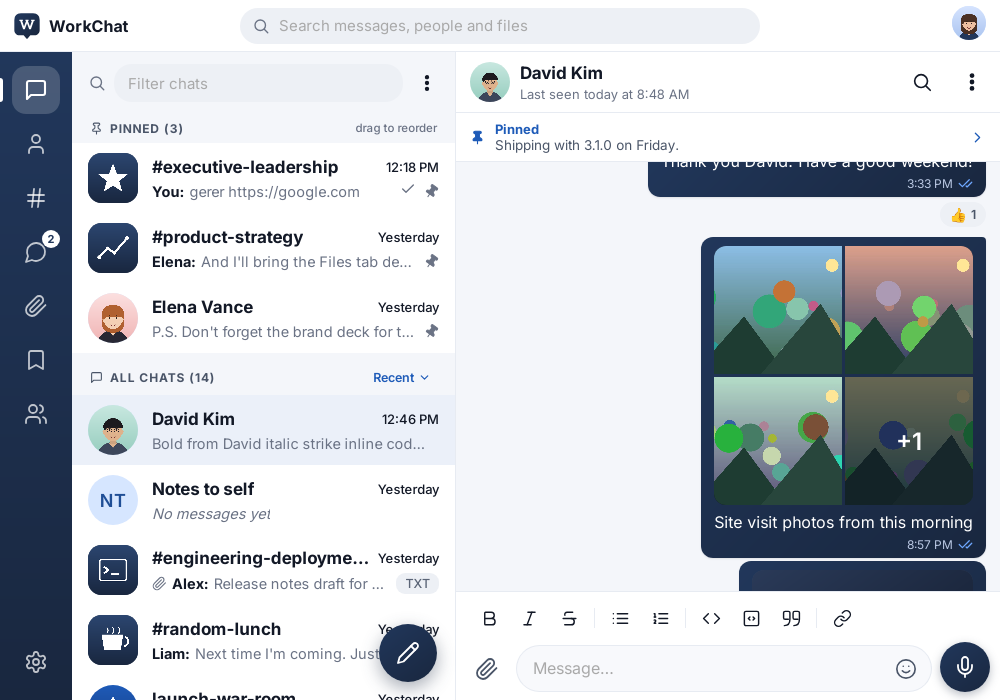 W WorkChat
Search messages, people and files
Filter chats
PINNED (3)
drag to reorder
#executive-leadership 12:18 PM
You: gerer https://google.com
#product-strategy Yesterday
Elena: And I'll bring the Files tab de...
Elena Vance Yesterday
P.S. Don't forget the brand deck for t...
ALL CHATS (14)
Recent
David Kim 12:46 PM
Bold from David italic strike inline cod...
NT
Notes to self Yesterday
No messages yet
#engineering-deployme... Yesterday
Alex: Release notes draft for ... TXT
#random-lunch
Liam: Next time I'm coming. Just
launch-war-room Yesterday
2
David Kim
Last seen today at 8:48 AM
Pinned
Shipping with 3.1.0 on Friday.
Thank you David! Have a good weekend!
3:33 PM
👍 1
+1
Site visit photos from this morning
8:57 PM
B I S
Message...